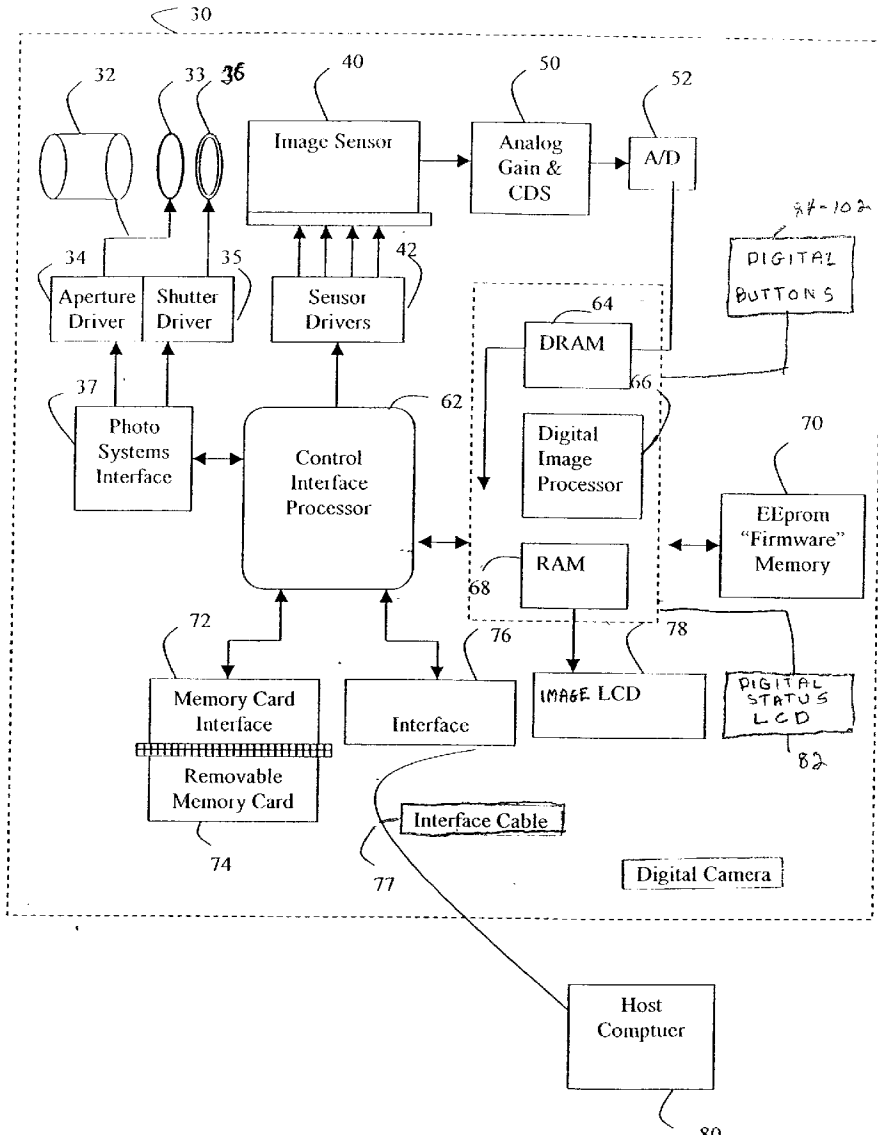 30
32
33
36
40
50
52
Image Sensor
Analog
Gain &
CDS
A/D
84-102
DIGITAL
BUTTONS
34
35
42
Aperture
Driver
Shutter
Driver
Sensor
Drivers
64
DRAM
66
37
62
70
Photo
Systems
Interface
Control
Interface
Processor
Digital
Image
Processor
EEprom
“Firmware”
Memory
RAM
68
72
76
78
Memory Card
Interface
Interface
IMAGE LCD
DIGITAL
STATUS
LCD
82
Removable
Memory Card
74
77
Interface Cable
Digital Camera
Host
Comptuer
80